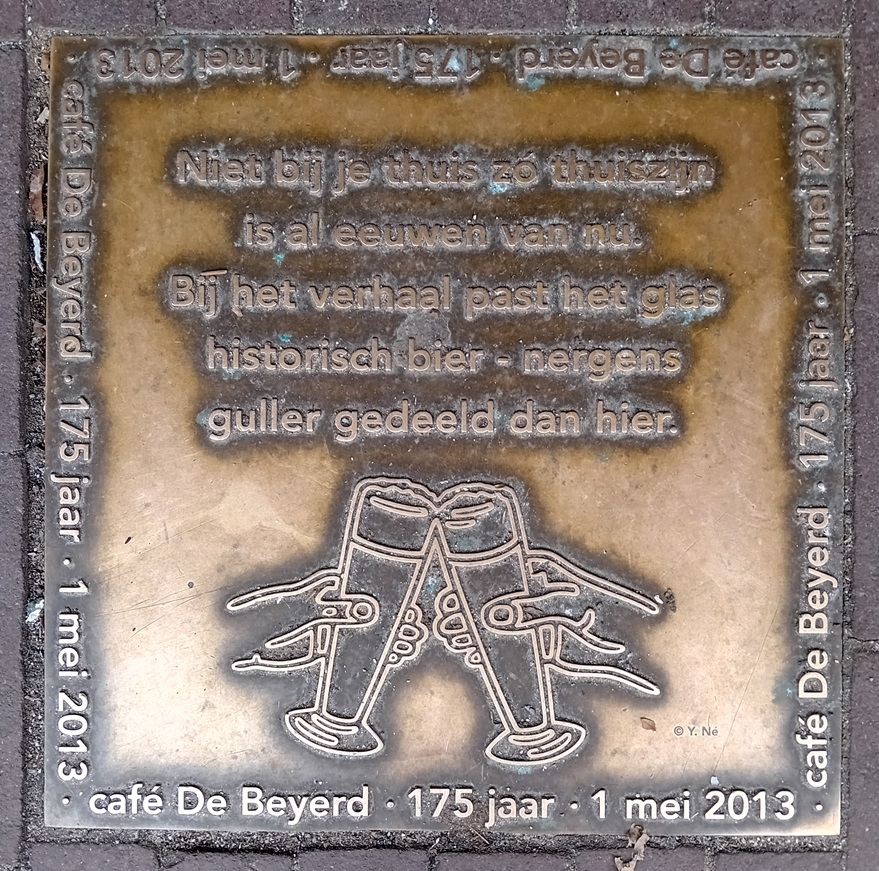 café De Beyerd · 175 jaar · 1 mei 2013 ·
Niet bij je thuis zó thuiszijn
is al eeuwen van nu.
Bij het verhaal past het glas
historisch bier - nergens
guller gedeeld dan hier.
© Y. Né
café De Beyerd · 175 jaar · 1 mei 2013 ·
café De Beyerd · 175 jaar · 1 mei 2013 ·
café De Beyerd · 175 jaar · 1 mei 2013 ·